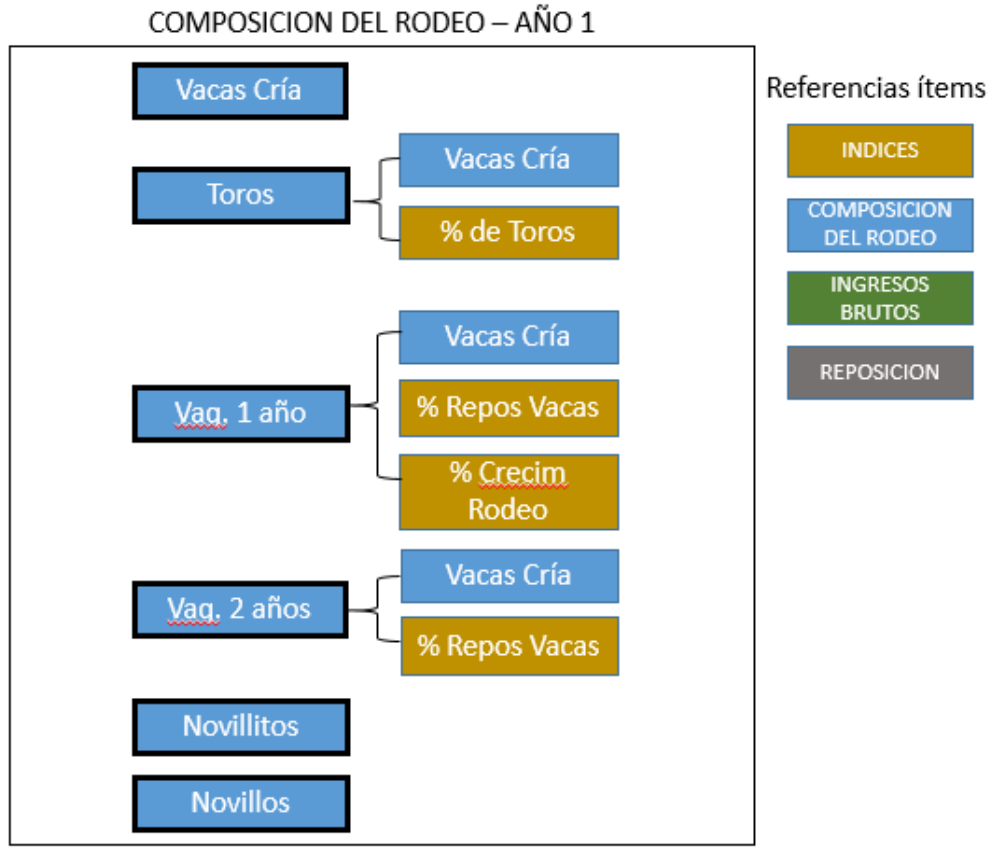 COMPOSICION DEL RODEO – AÑO 1
Vacas Cría
Toros
Vacas Cría
% de Toros
Vaq. 1 año
Vacas Cría
% Repos Vacas
% Crecim
Rodeo
Vaq. 2 años
Vacas Cría
% Repos Vacas
Novillitos
Novillos
Referencias ítems
INDICES
COMPOSICION
DEL RODEO
INGRESOS
BRUTOS
REPOSICION